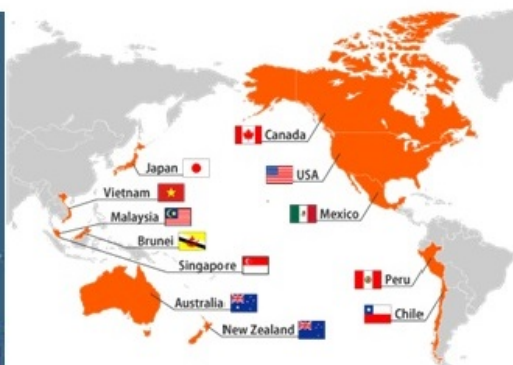 Canada
Japan
USA
Vietnam
Mexico
Malaysia
Brunei
Singapore
Peru
Australia
Chile
New Zealand